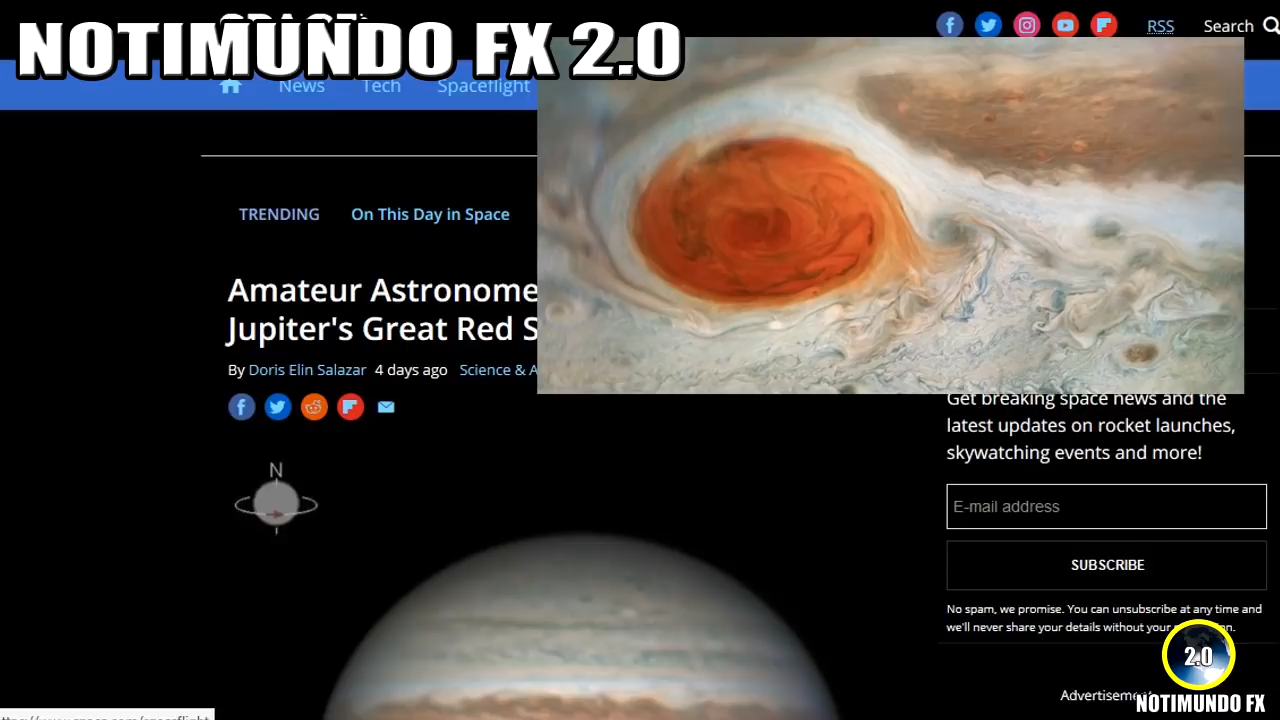 NOTIMUNDO FX 2.0
RSS
Search
News
Tech
Spaceflight
TRENDING
On This Day in Space
Amateur Astronome
Jupiter's Great Red S
By Doris Elin Salazar 4 days ago Science & A
Get breaking space news and the
latest updates on rocket launches,
skywatching events and more!
N
E-mail address
SUBSCRIBE
No spam, we promise. You can unsubscribe at any time and
we'll never share your details without your
2.0
Advertisement
NOTIMUNDO FX